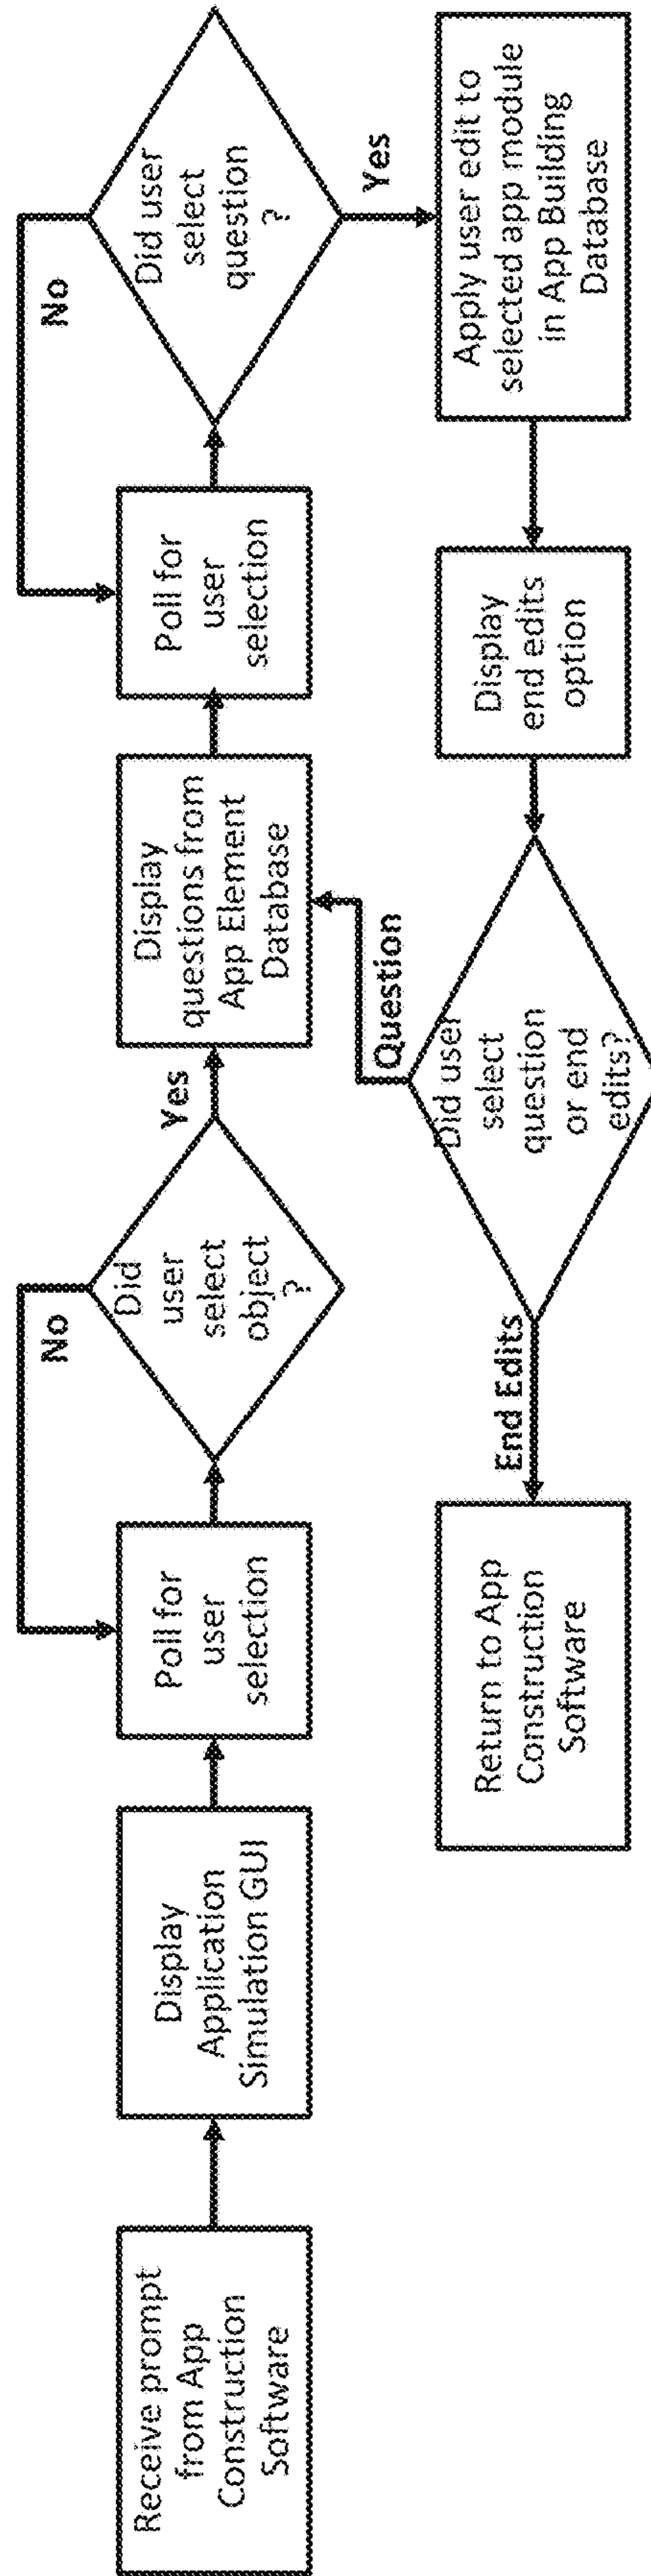 Receive prompt
from App
Construction
Software
Display
Application
Simulation GUI
Poll for
user
selection
No
Did
user
select
object
?
Yes
Display
questions from
App Element
Database
Poll for
user
selection
No
Did user
select
question
?
Yes
Apply user edit to
selected app module
in App Building
Database
Display
end edits
option
Did user
select
question
or end
edits?
Question
End Edits
Return to App
Construction
Software